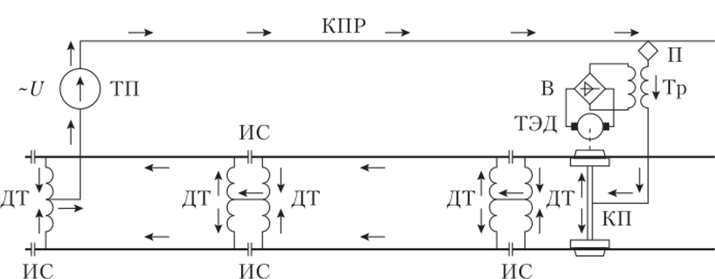 КПР
П
~U ТП
В Тр
ТЭД
ИС
ДТ ДТ ДТ ДТ ДТ
КП
ИС ИС ИС